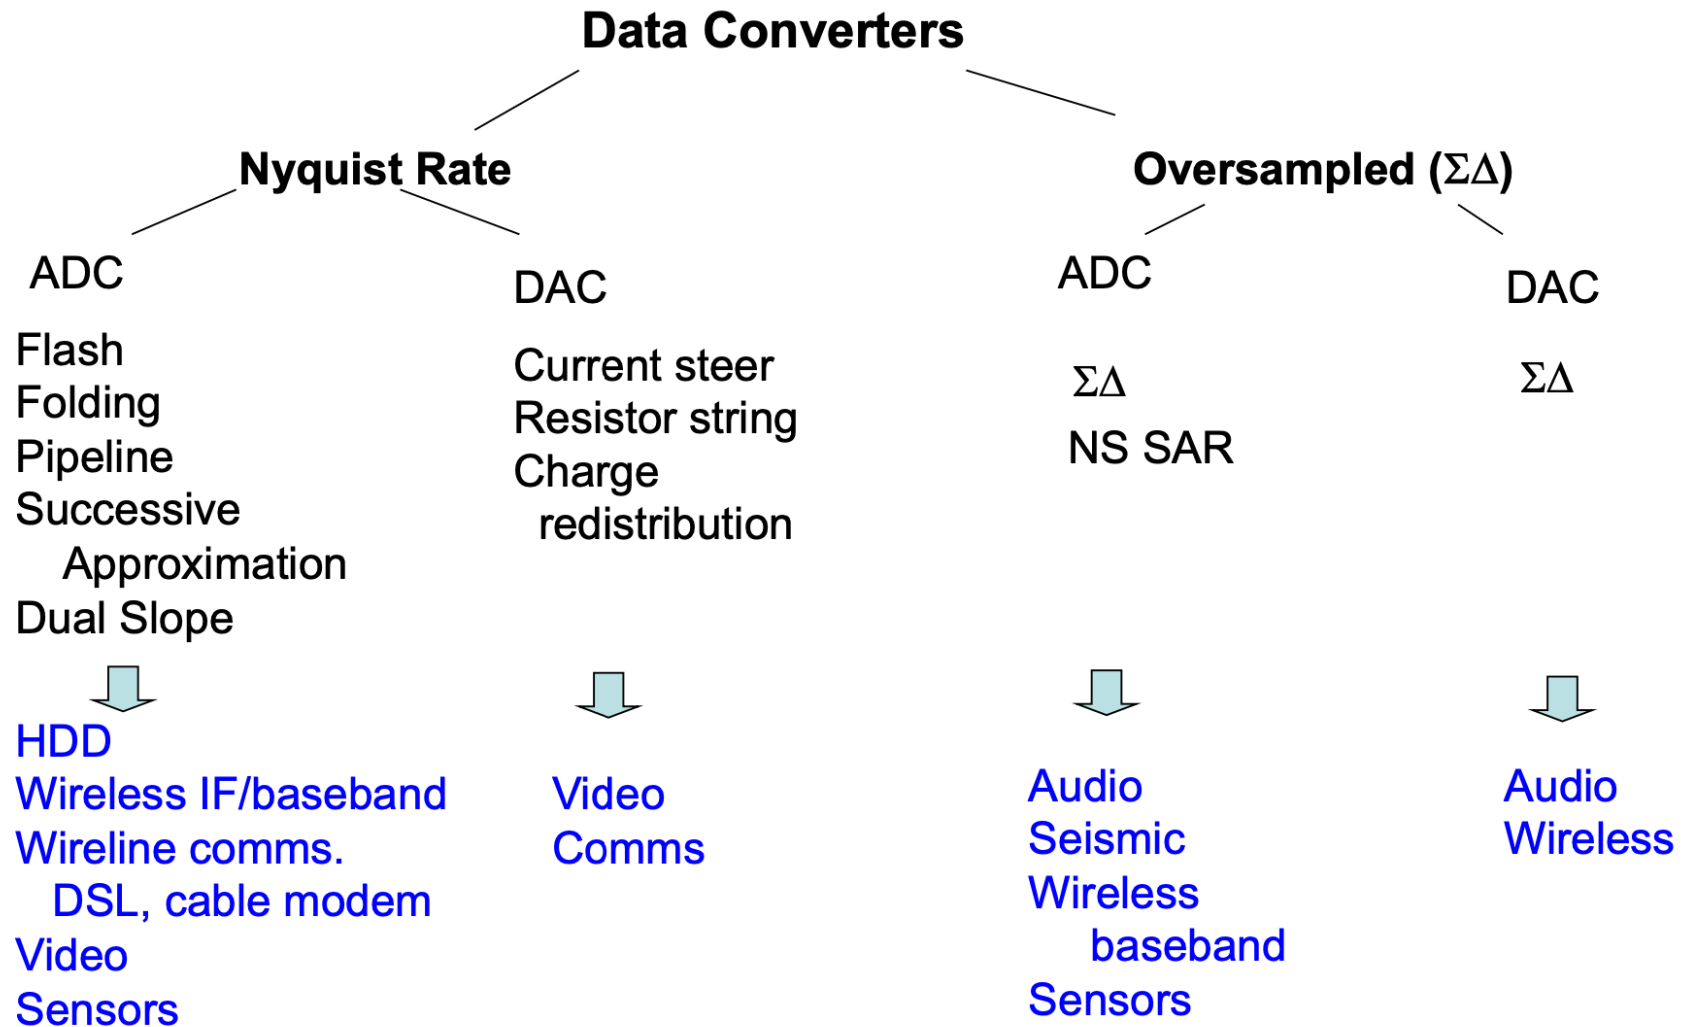 Data Converters
Nyquist Rate
Oversampled (ΣΔ)
ADC
DAC
ADC
DAC
Flash
Folding
Pipeline
Successive
Approximation
Dual Slope
Current steer
Resistor string
Charge
redistribution
ΣΔ
NS SAR
ΣΔ
HDD
Wireless IF/baseband
Wireline comms.
DSL, cable modem
Video
Sensors
Video
Comms
Audio
Seismic
Wireless
baseband
Sensors
Audio
Wireless